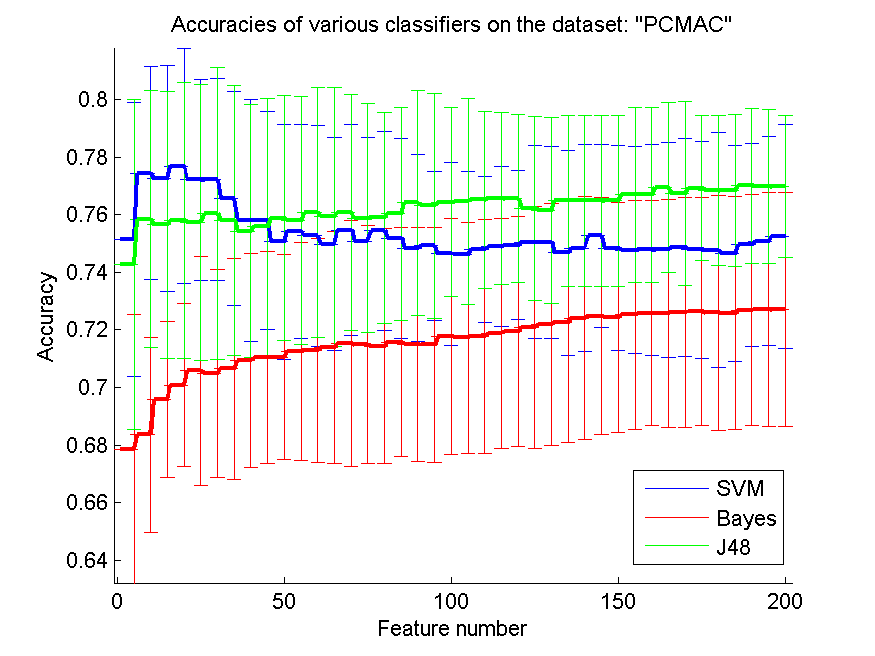 Accuracies of various classifiers on the dataset: "PCMAC"
0.8
0.78
0.76
0.74
0.72
0.7
0.68
0.66
0.64
Accuracy
SVM
Bayes
J48
0 50 100 150 200
Feature number